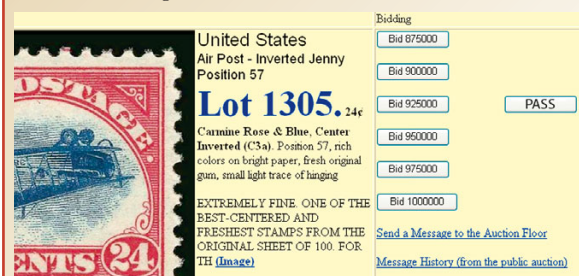 Bidding
POSTAGE
CENTS 24
United States
Air Post - Inverted Jenny
Position 57
Lot 1305. 24¢
Carmine Rose & Blue, Center
Inverted (C3a). Position 57, rich
colors on bright paper, fresh original
gum, small light trace of hinging
EXTREMELY FINE. ONE OF THE
BEST-CENTERED AND
FRESHEST STAMPS FROM THE
ORIGINAL SHEET OF 100. FOR
TH (Image)
Bid 875000
Bid 900000
Bid 925000
PASS
Bid 950000
Bid 975000
Bid 1000000
Send a Message to the Auction Floor
Message History (from the public auction)